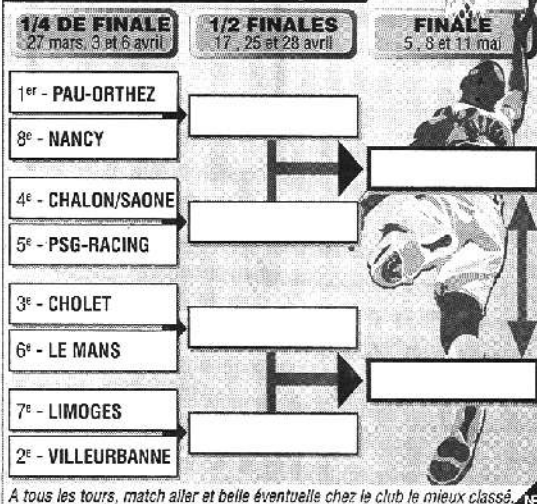 1/4 DE FINALE
27 mars, 3 et 6 avril
1/2 FINALES
17, 25 et 28 avril
FINALE
5, 8 et 11 mai
1er - PAU-ORTHEZ
8e - NANCY
4e - CHALON/SAONE
5e - PSG-RACING
3e - CHOLET
6e - LE MANS
7e - LIMOGES
2e - VILLEURBANNE
A tous les tours, match aller et belle éventuelle chez le club le mieux classé.